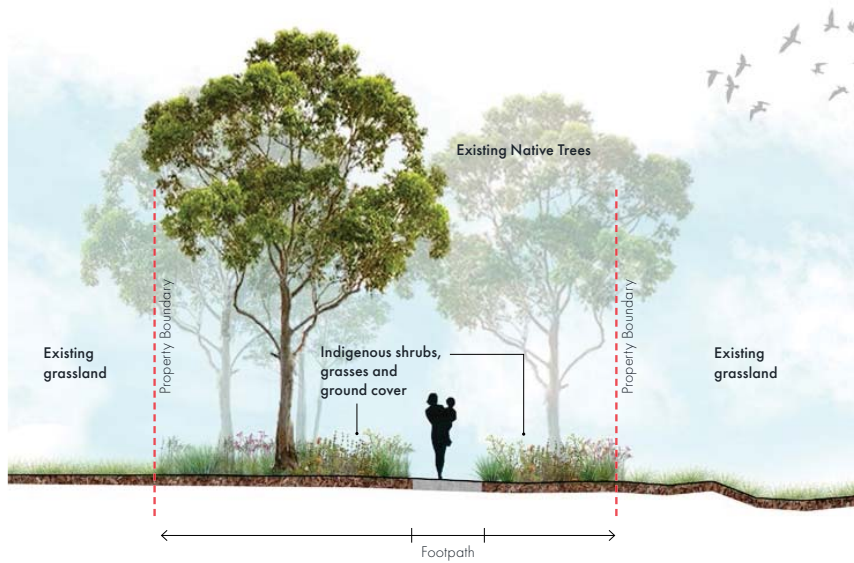 Existing Native Trees
Property Boundary
Property Boundary
Existing
grassland
Indigenous shrubs,
grasses and
ground cover
Existing
grassland
Footpath